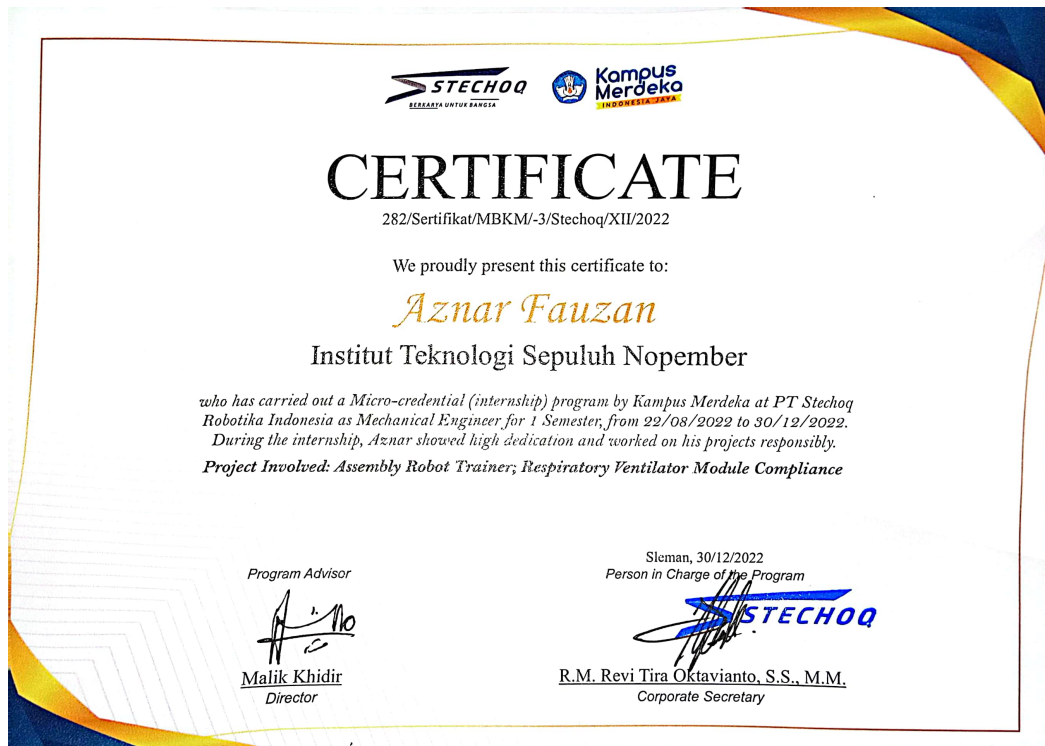 STECHOQ
BERKARYA UNTUK BANGSA
Kampus
Merdeka
INDONESIA JAYA
CERTIFICATE
282/Sertifikat/MBKM/-3/Stechoq/XII/2022
We proudly present this certificate to:
Aznar Fauzan
Institut Teknologi Sepuluh Nopember
who has carried out a Micro-credential (internship) program by Kampus Merdeka at PT Stechoq
Robotika Indonesia as Mechanical Engineer for 1 Semester, from 22/08/2022 to 30/12/2022.
During the internship, Aznar showed high dedication and worked on his projects responsibly.
Project Involved: Assembly Robot Trainer; Respiratory Ventilator Module Compliance
Program Advisor
Malik Khidir
Director
Sleman, 30/12/2022
Person in Charge of the Program
STECHOQ
R.M. Revi Tira Oktavianto, S.S., M.M.
Corporate Secretary